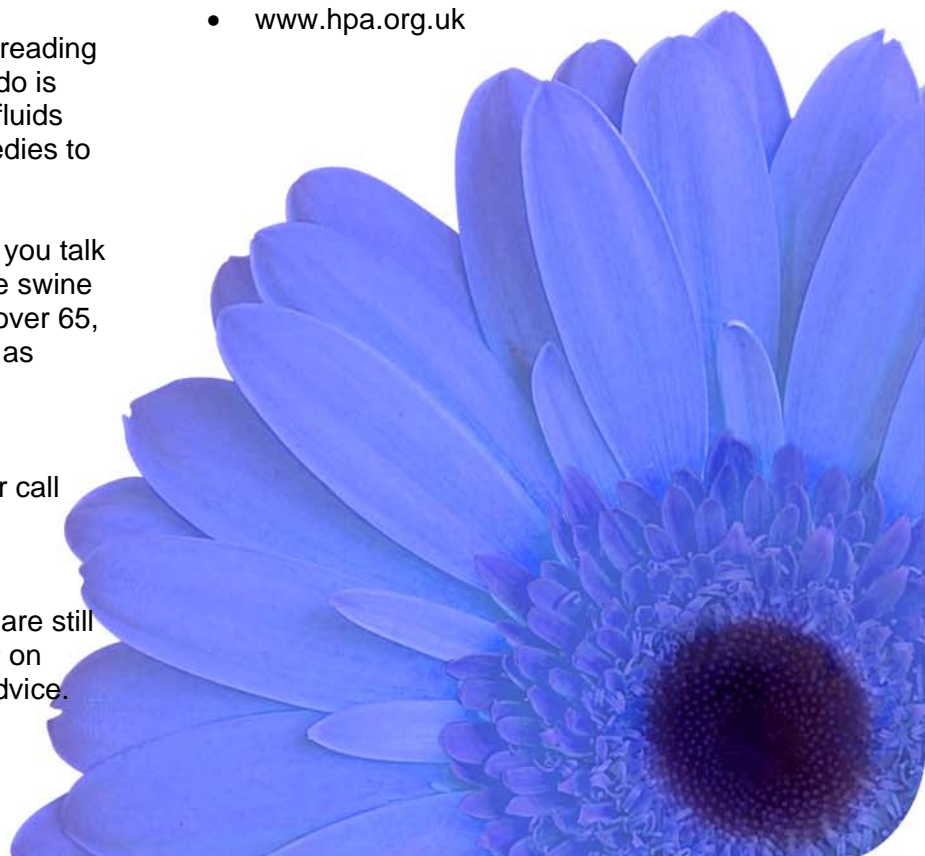 reading
do is
fluids
edies to
you talk
e swine
over 65,
as
r call
are still
on
dvice.
• www.hpa.org.uk